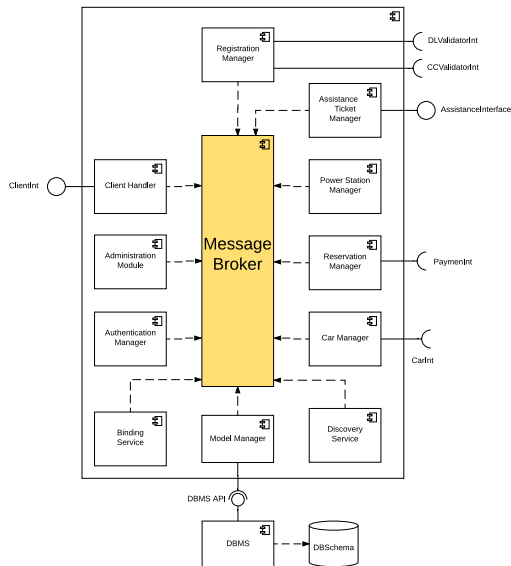 Registration
Manager
DLValidatorInt
CCValidatorInt
Assistance
Ticket
Manager
AssistanceInterface
ClientInt
Client Handler
Power Station
Manager
Message
Broker
Administration
Module
Reservation
Manager
PaymenInt
Authentication
Manager
Car Manager
CarInt
Binding
Service
Model Manager
Discovery
Service
DBMS API
DBMS
DBSchema